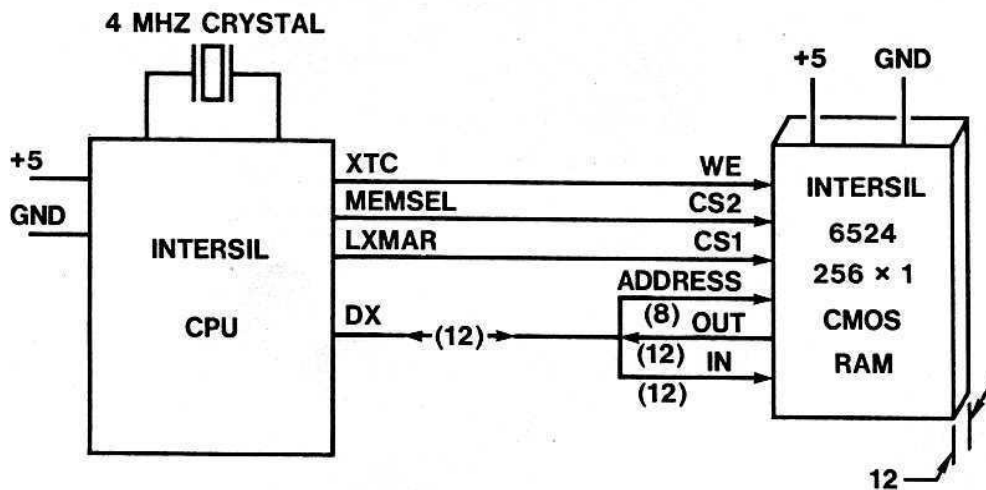 4 MHZ CRYSTAL
+5
GND
INTERSIL
CPU
XTC
MEMSEL
LXMAR
DX
(12)
WE
CS2
CS1
ADDRESS
(8)
OUT
(12)
IN
(12)
+5
GND
INTERSIL
6524
256 × 1
CMOS
RAM
12